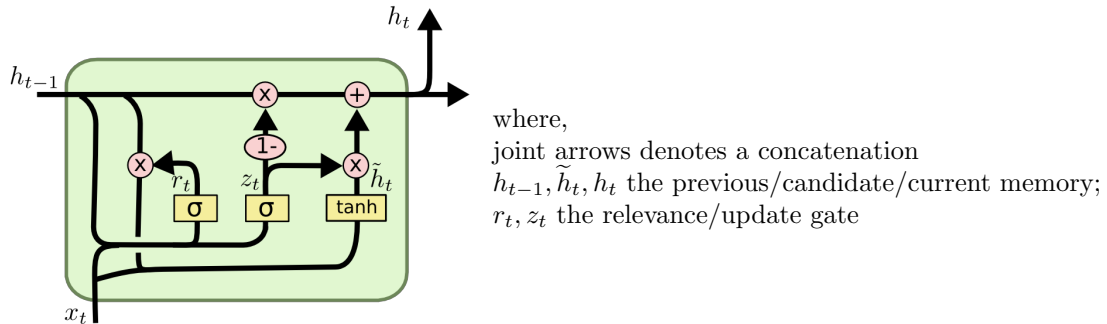 h_t
h_{t−1}
x
+
1-
x
x
r_t
z_t
h̃_t
σ
σ
tanh
x_t
where,
joint arrows denotes a concatenation
h_{t−1}, h̃_t, h_t the previous/candidate/current memory;
r_t, z_t the relevance/update gate